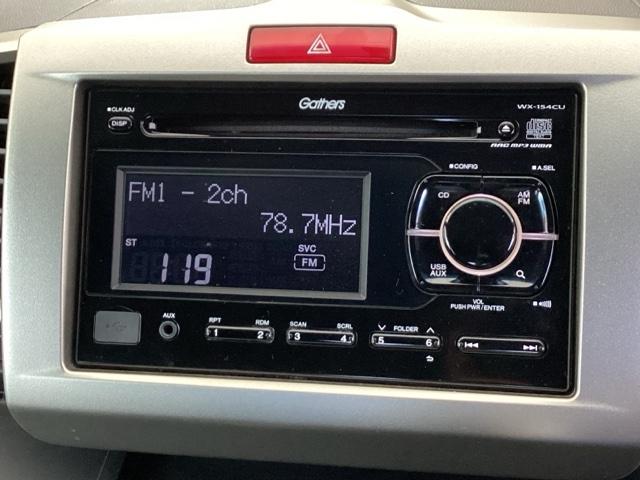 Gathers
WX-154CU
CLK ADJ
DISP
AAC MP3 WMA
FM1 - 2ch
78.7MHz
ST
SVC
FM
119
CONFIG
A.SEL
CD
AM
FM
USB
AUX
VOL
PUSH PWR/ENTER
AUX
RPT
RDM
SCAN
SCRL
FOLDER
1
2
3
4
5
6